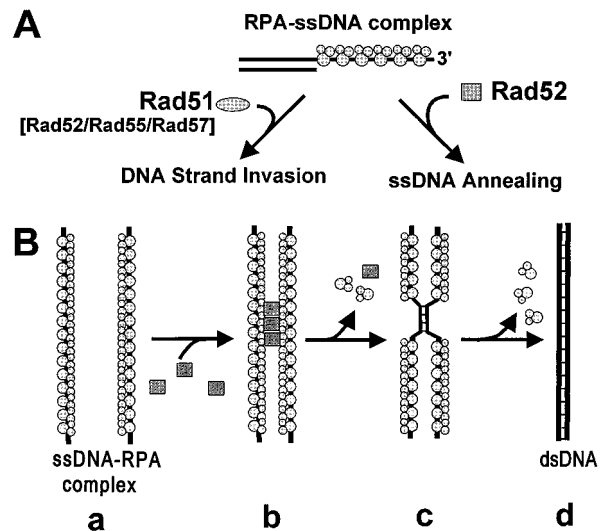 A
RPA-ssDNA complex
3'
Rad51
[Rad52/Rad55/Rad57]
Rad52
DNA Strand Invasion
ssDNA Annealing
B
ssDNA-RPA
complex
dsDNA
a
b
c
d